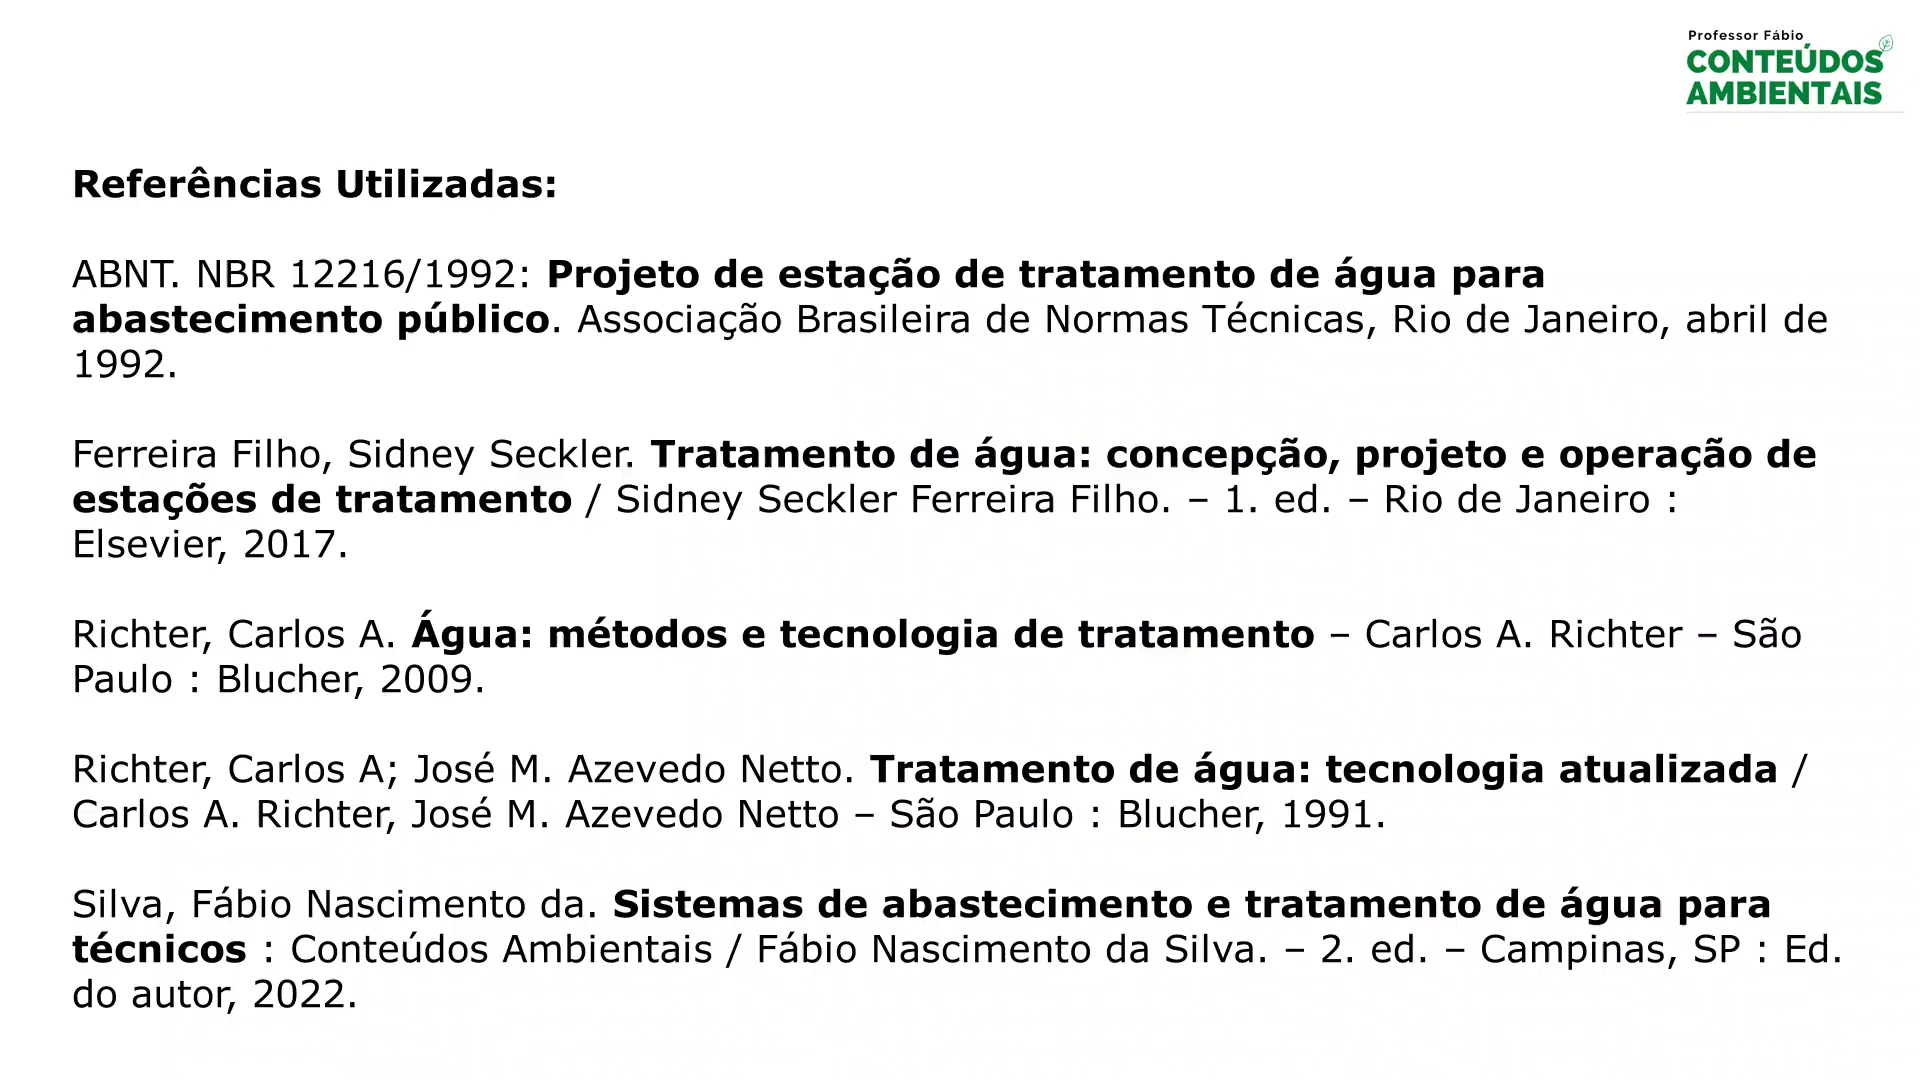 Professor Fábio
CONTEÚDOS
AMBIENTAIS
Referências Utilizadas:
ABNT. NBR 12216/1992: Projeto de estação de tratamento de água para
abastecimento público. Associação Brasileira de Normas Técnicas, Rio de Janeiro, abril de
1992.
Ferreira Filho, Sidney Seckler. Tratamento de água: concepção, projeto e operação de
estações de tratamento / Sidney Seckler Ferreira Filho. – 1. ed. – Rio de Janeiro :
Elsevier, 2017.
Richter, Carlos A. Água: métodos e tecnologia de tratamento – Carlos A. Richter – São
Paulo : Blucher, 2009.
Richter, Carlos A; José M. Azevedo Netto. Tratamento de água: tecnologia atualizada /
Carlos A. Richter, José M. Azevedo Netto – São Paulo : Blucher, 1991.
Silva, Fábio Nascimento da. Sistemas de abastecimento e tratamento de água para
técnicos : Conteúdos Ambientais / Fábio Nascimento da Silva. – 2. ed. – Campinas, SP : Ed.
do autor, 2022.